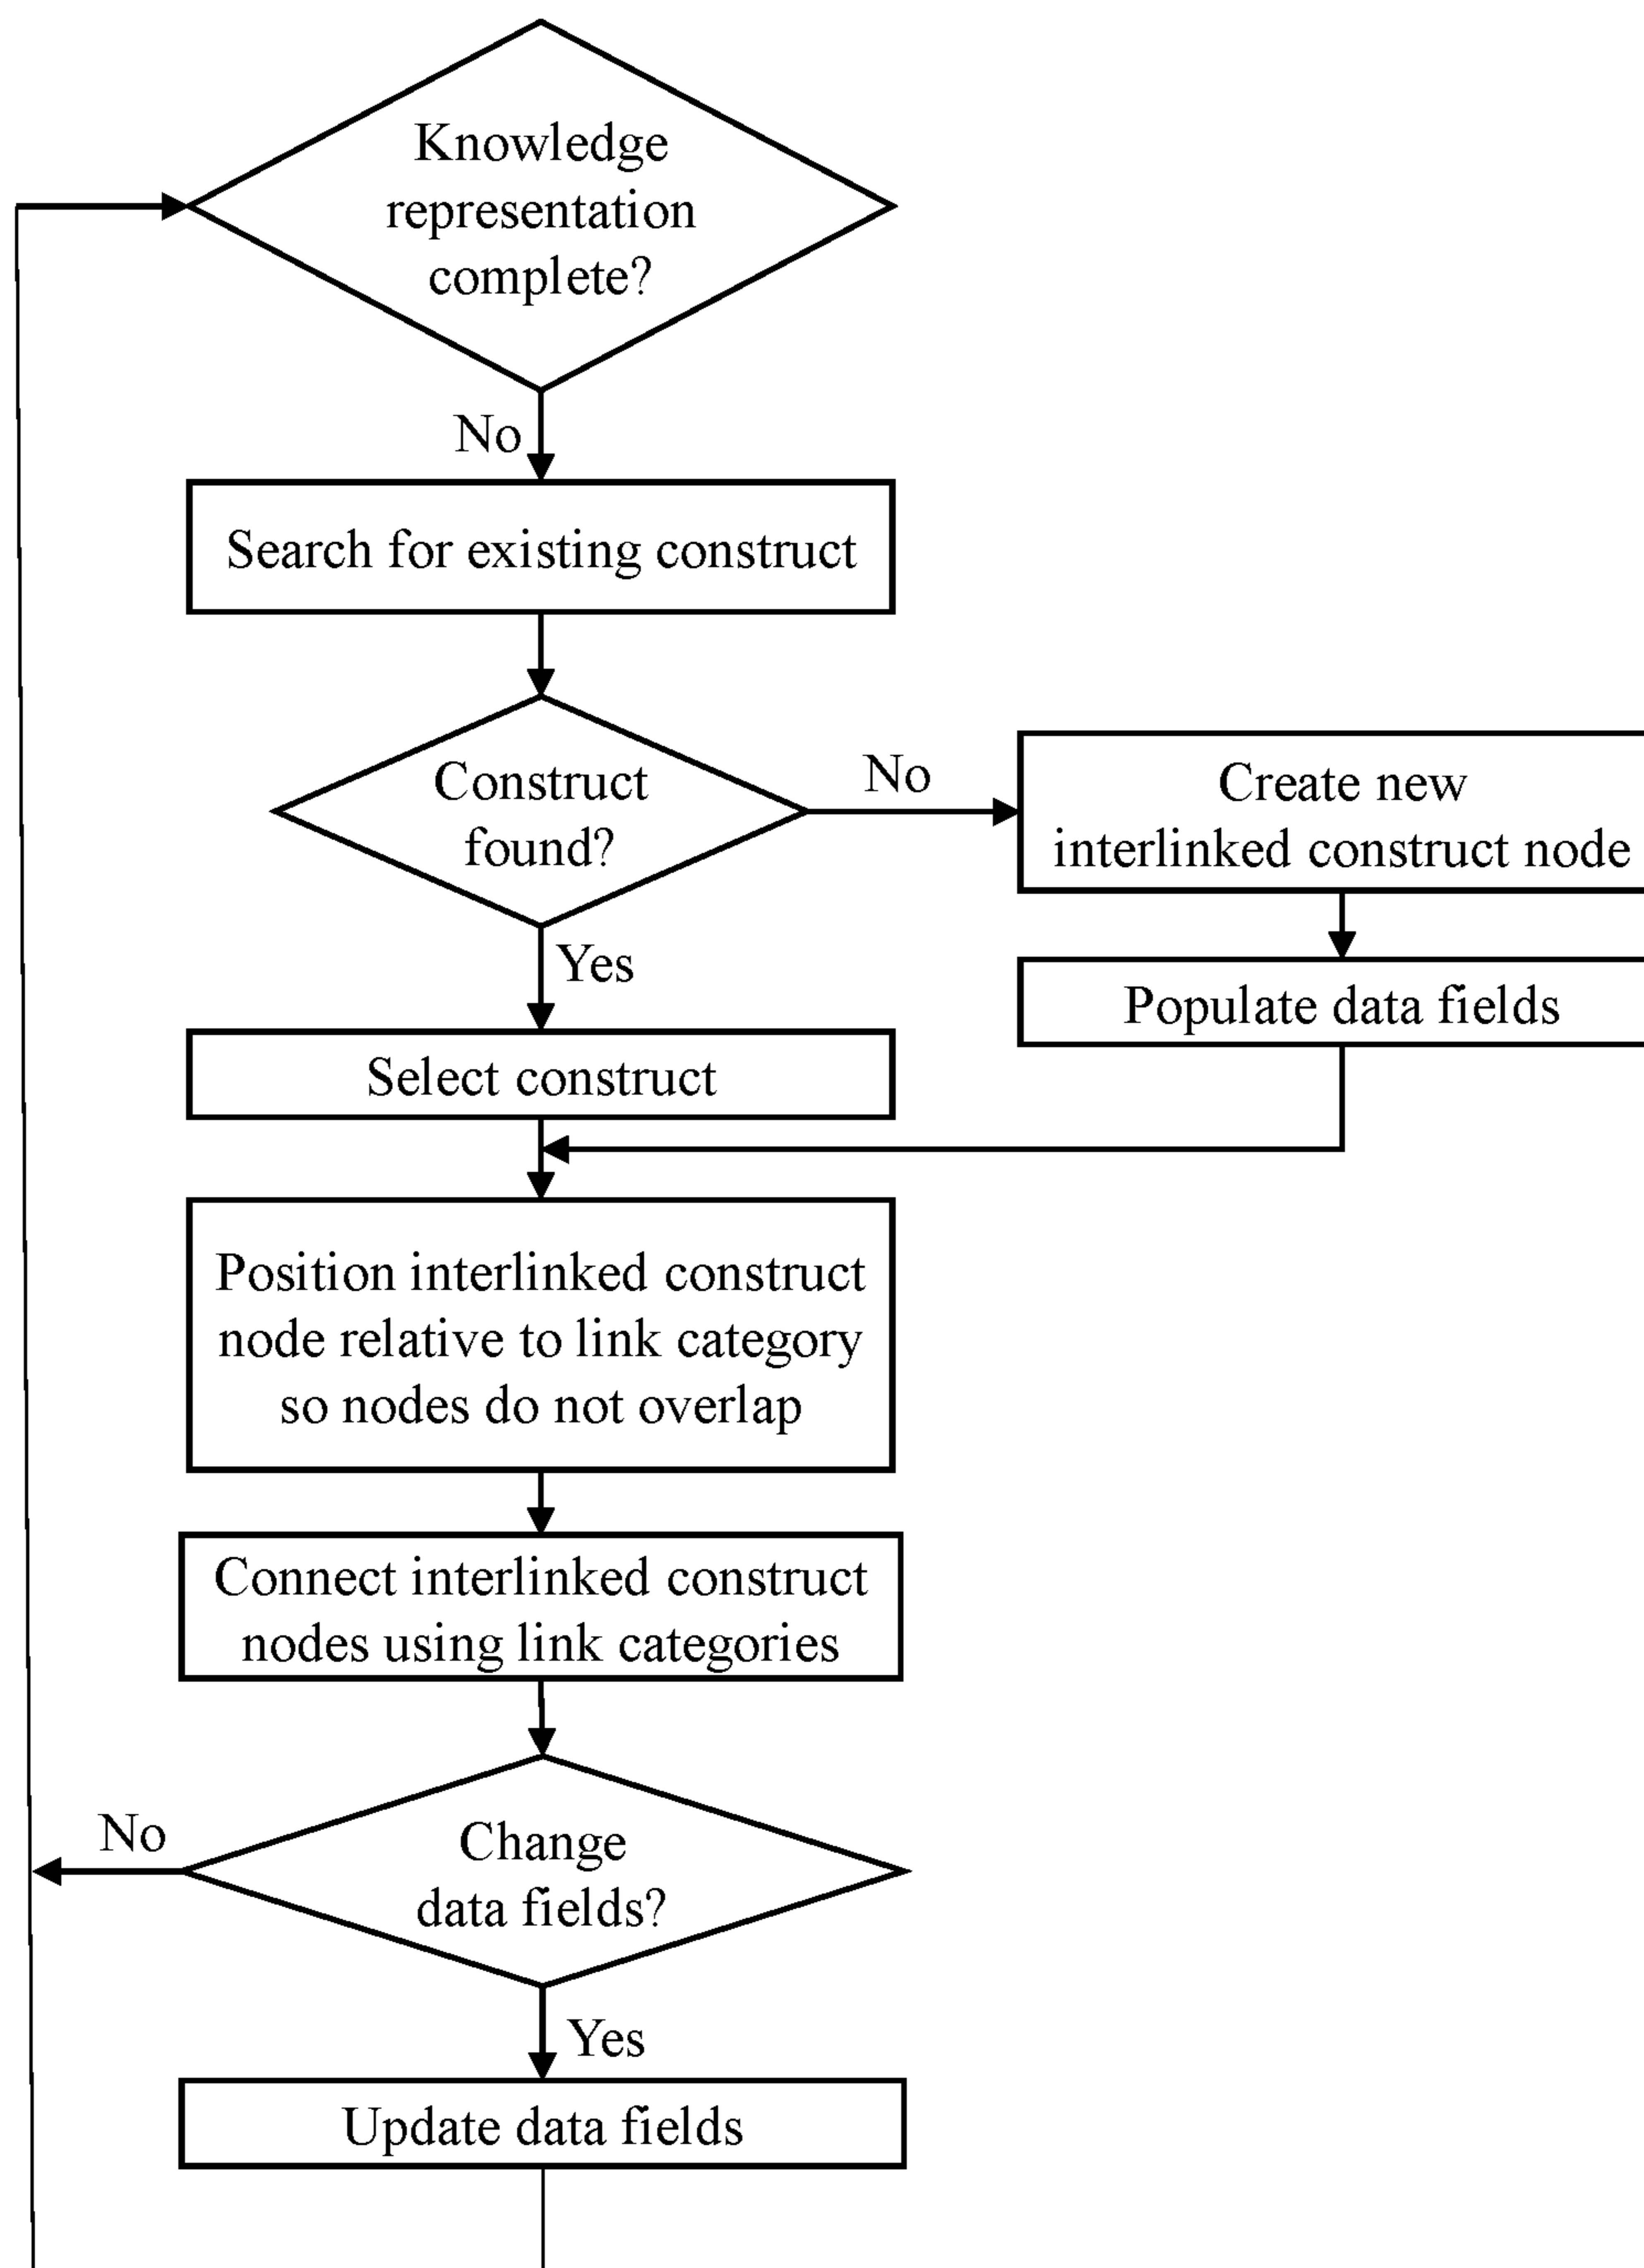 Knowledge
representation
complete?
No
Search for existing construct
Construct
found?
No
Create new
interlinked construct node
Yes
Populate data fields
Select construct
Position interlinked construct
node relative to link category
so nodes do not overlap
Connect interlinked construct
nodes using link categories
No
Change
data fields?
Yes
Update data fields